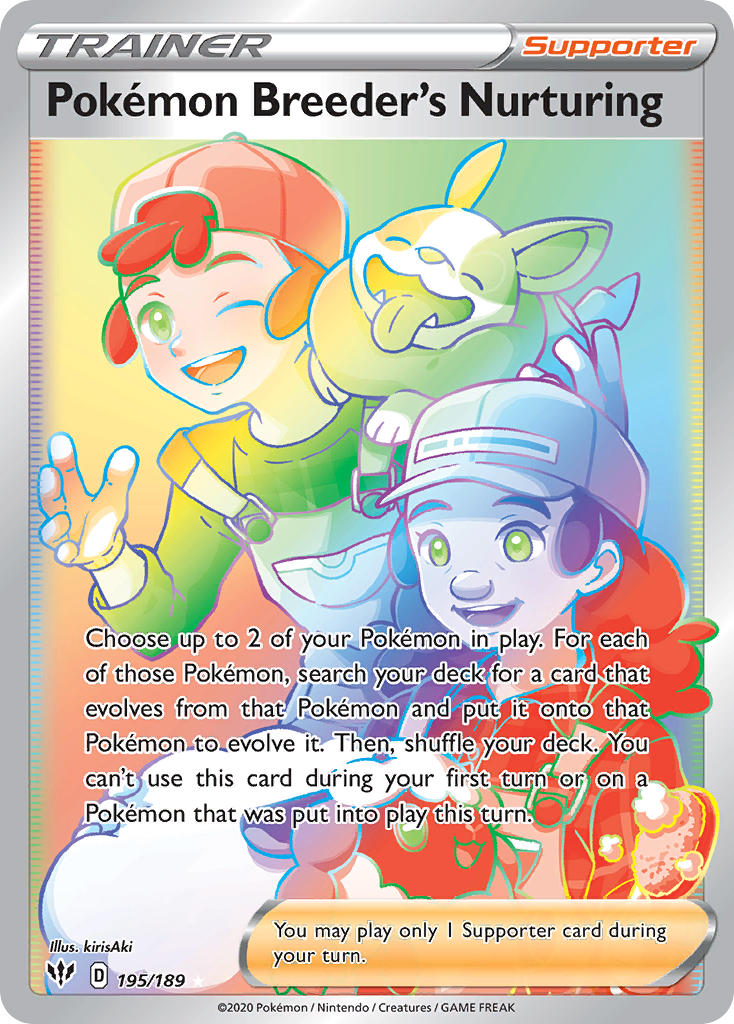 TRAINER
Supporter
Pokémon Breeder's Nurturing
Choose up to 2 of your Pokémon in play. For each
of those Pokémon, search your deck for a card that
evolves from that Pokémon and put it onto that
Pokémon to evolve it. Then, shuffle your deck. You
can't use this card during your first turn or on a
Pokémon that was put into play this turn.
You may play only 1 Supporter card during
your turn.
Illus. kirisAki
D 195/189
©2020 Pokémon / Nintendo / Creatures / GAME FREAK